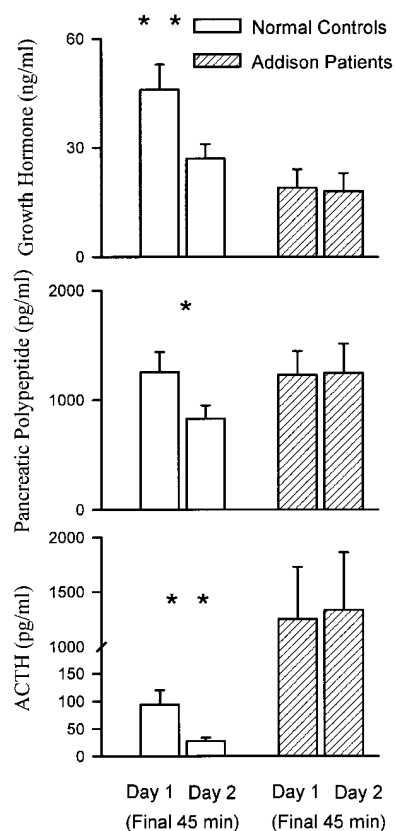 Normal Controls
Addison Patients
* *
60
30
0
Growth Hormone (ng/ml)
*
2000
1000
0
Pancreatic Polypeptide (pg/ml)
* *
2000
1500
1000
150
100
50
0
ACTH (pg/ml)
Day 1 Day 2 Day 1 Day 2
(Final 45 min) (Final 45 min)